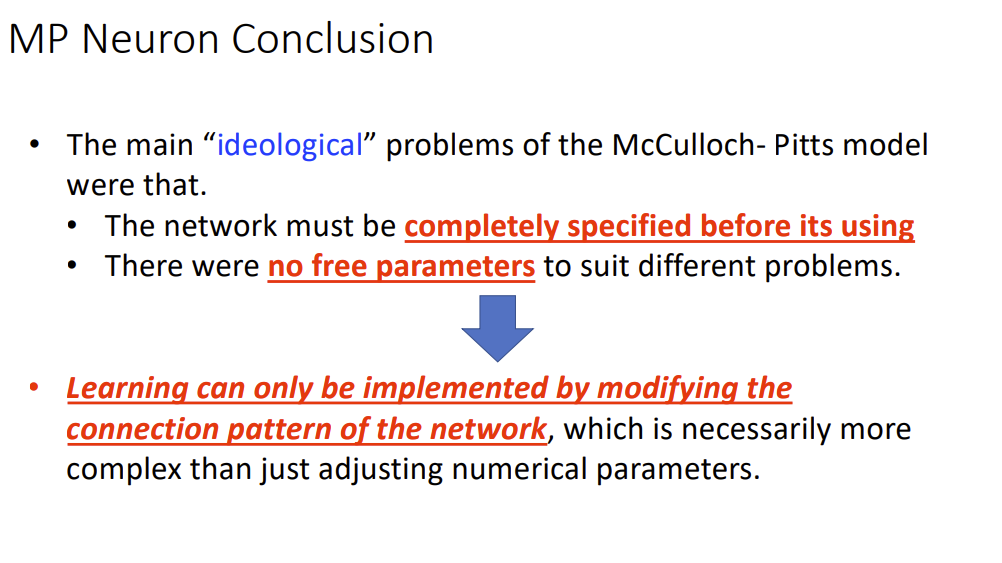 MP Neuron Conclusion
• The main “ideological” problems of the McCulloch- Pitts model
were that.
• The network must be completely specified before its using
• There were no free parameters to suit different problems.
• Learning can only be implemented by modifying the
connection pattern of the network, which is necessarily more
complex than just adjusting numerical parameters.